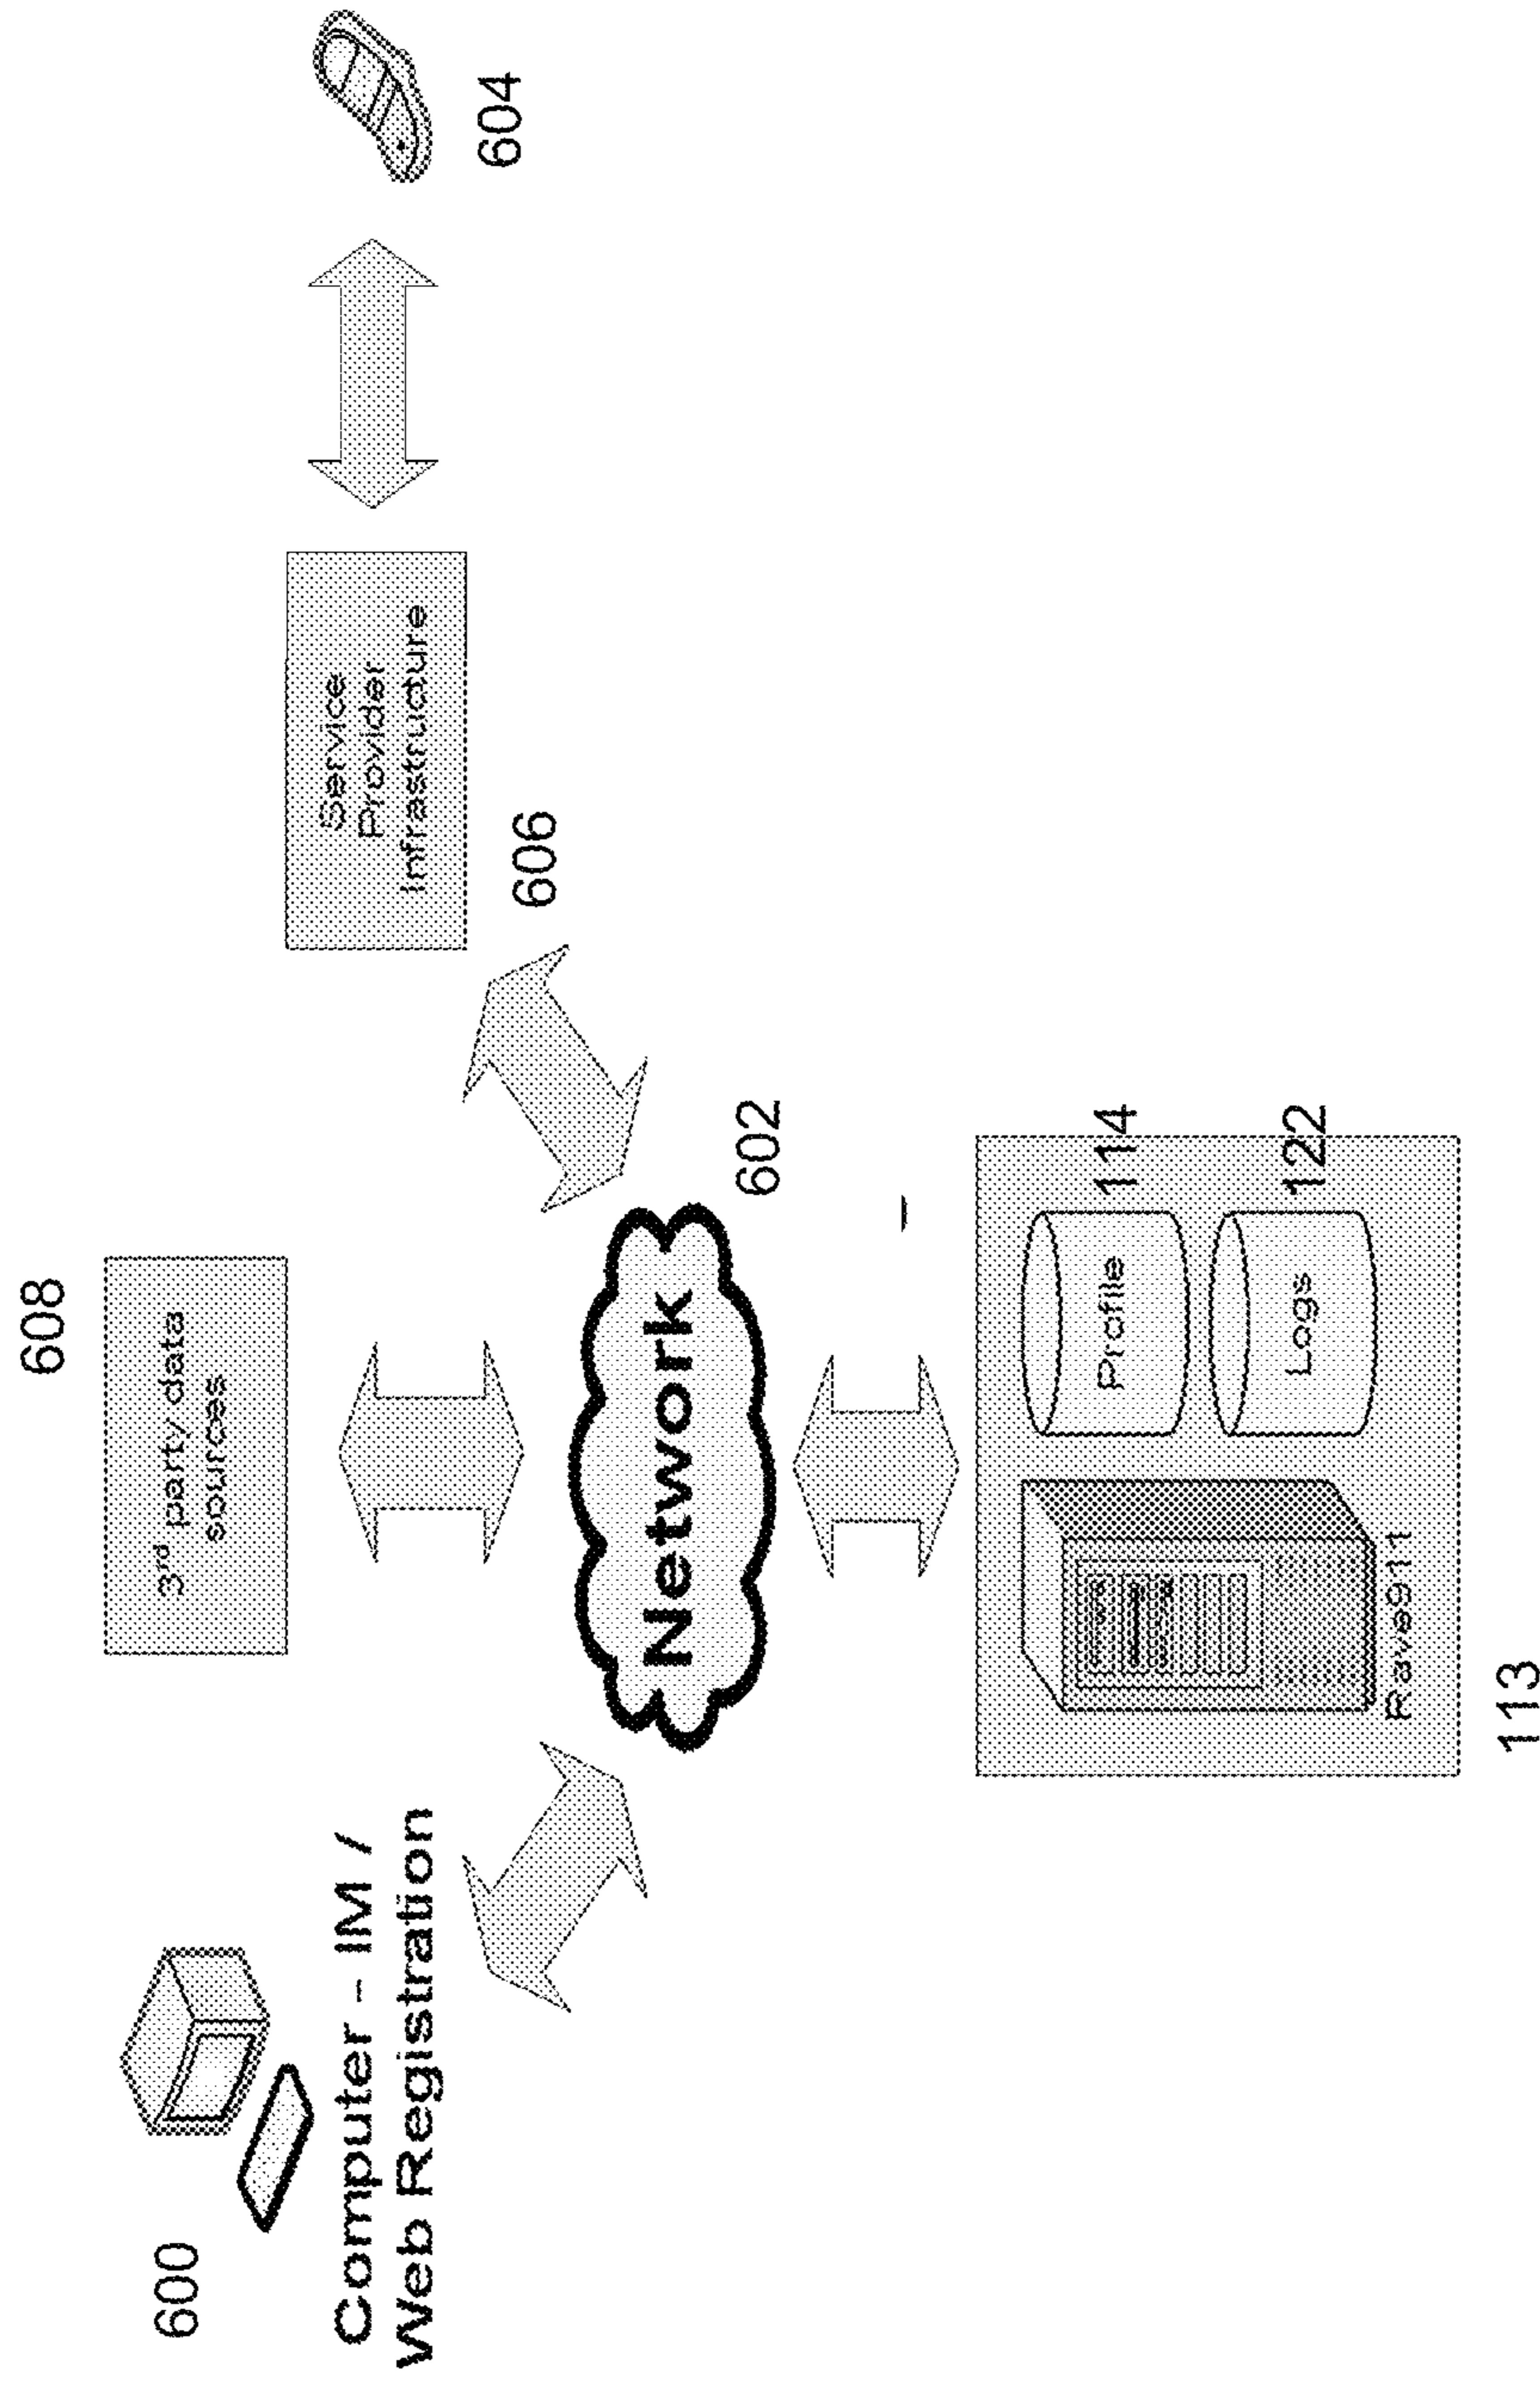 608
3rd party data
sources
600
Computer – IM /
Web Registration
Service
Provider
Infrastructure
606
604
Network
602
Profile
114
Logs
122
Rave911
113